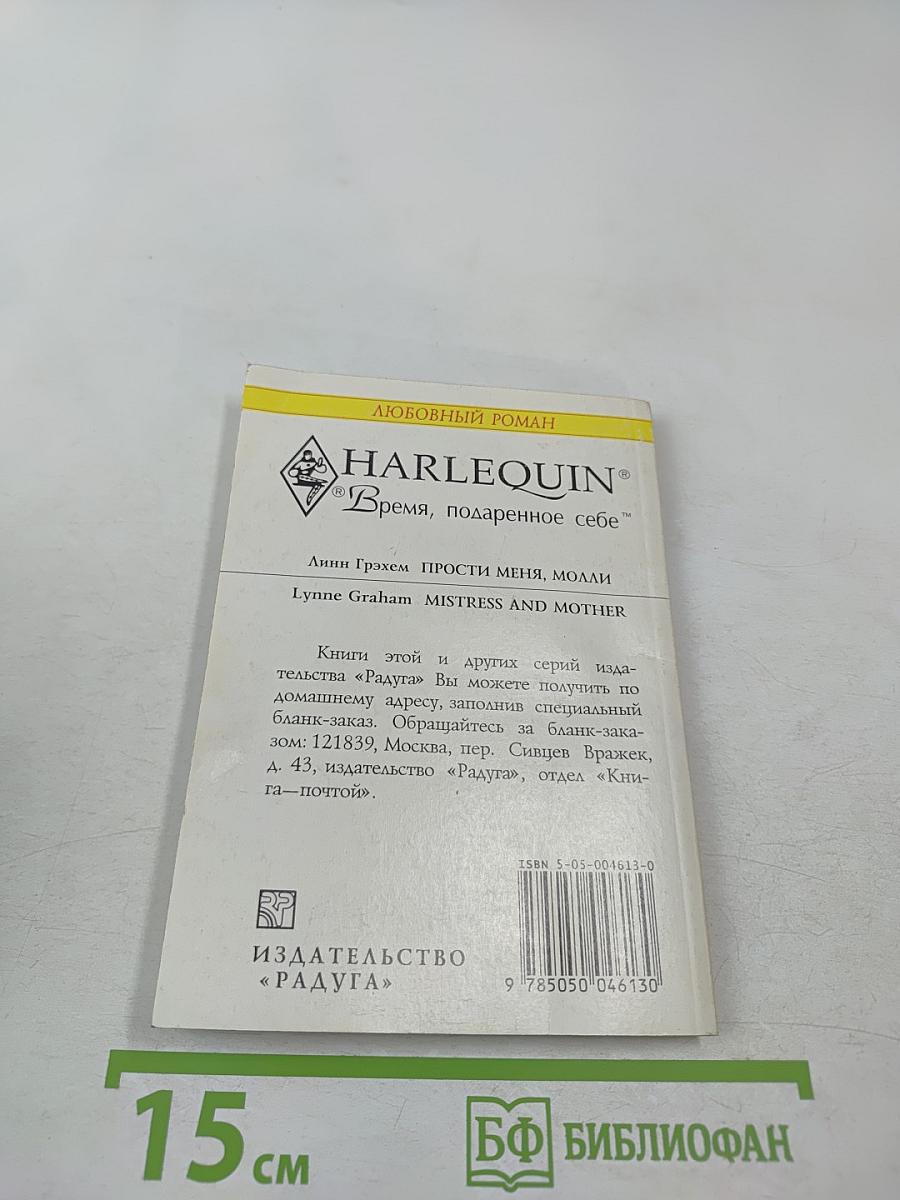 ЛЮБОВНЫЙ РОМАН
HARLEQUIN®
® Время, подаренное себе™
Линн Грэхем ПРОСТИ МЕНЯ, МОЛЛИ
Lynne Graham MISTRESS AND MOTHER
Книги этой и других серий изда-
тельства «Радуга» Вы можете получить по
домашнему адресу, заполнив специальный
бланк-заказ. Обращайтесь за бланк-зака-
зом: 121839, Москва, пер. Сивцев Вражек,
д. 43, издательство «Радуга», отдел «Кни-
га—почтой».
ISBN 5-05-004613-0
9 785050 046130
ИЗДАТЕЛЬСТВО
«РАДУГА»
15 см
БФ БИБЛИОФАН